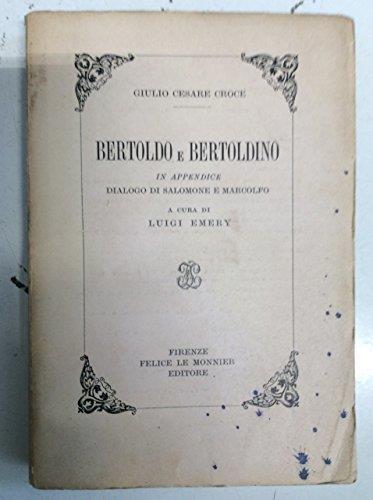 GIULIO CESARE CROCE
BERTOLDO E BERTOLDINO
IN APPENDICE
DIALOGO DI SALOMONE E MARCOLFO
A CURA DI
LUIGI EMERY
FIRENZE
FELICE LE MONNIER
EDITORE